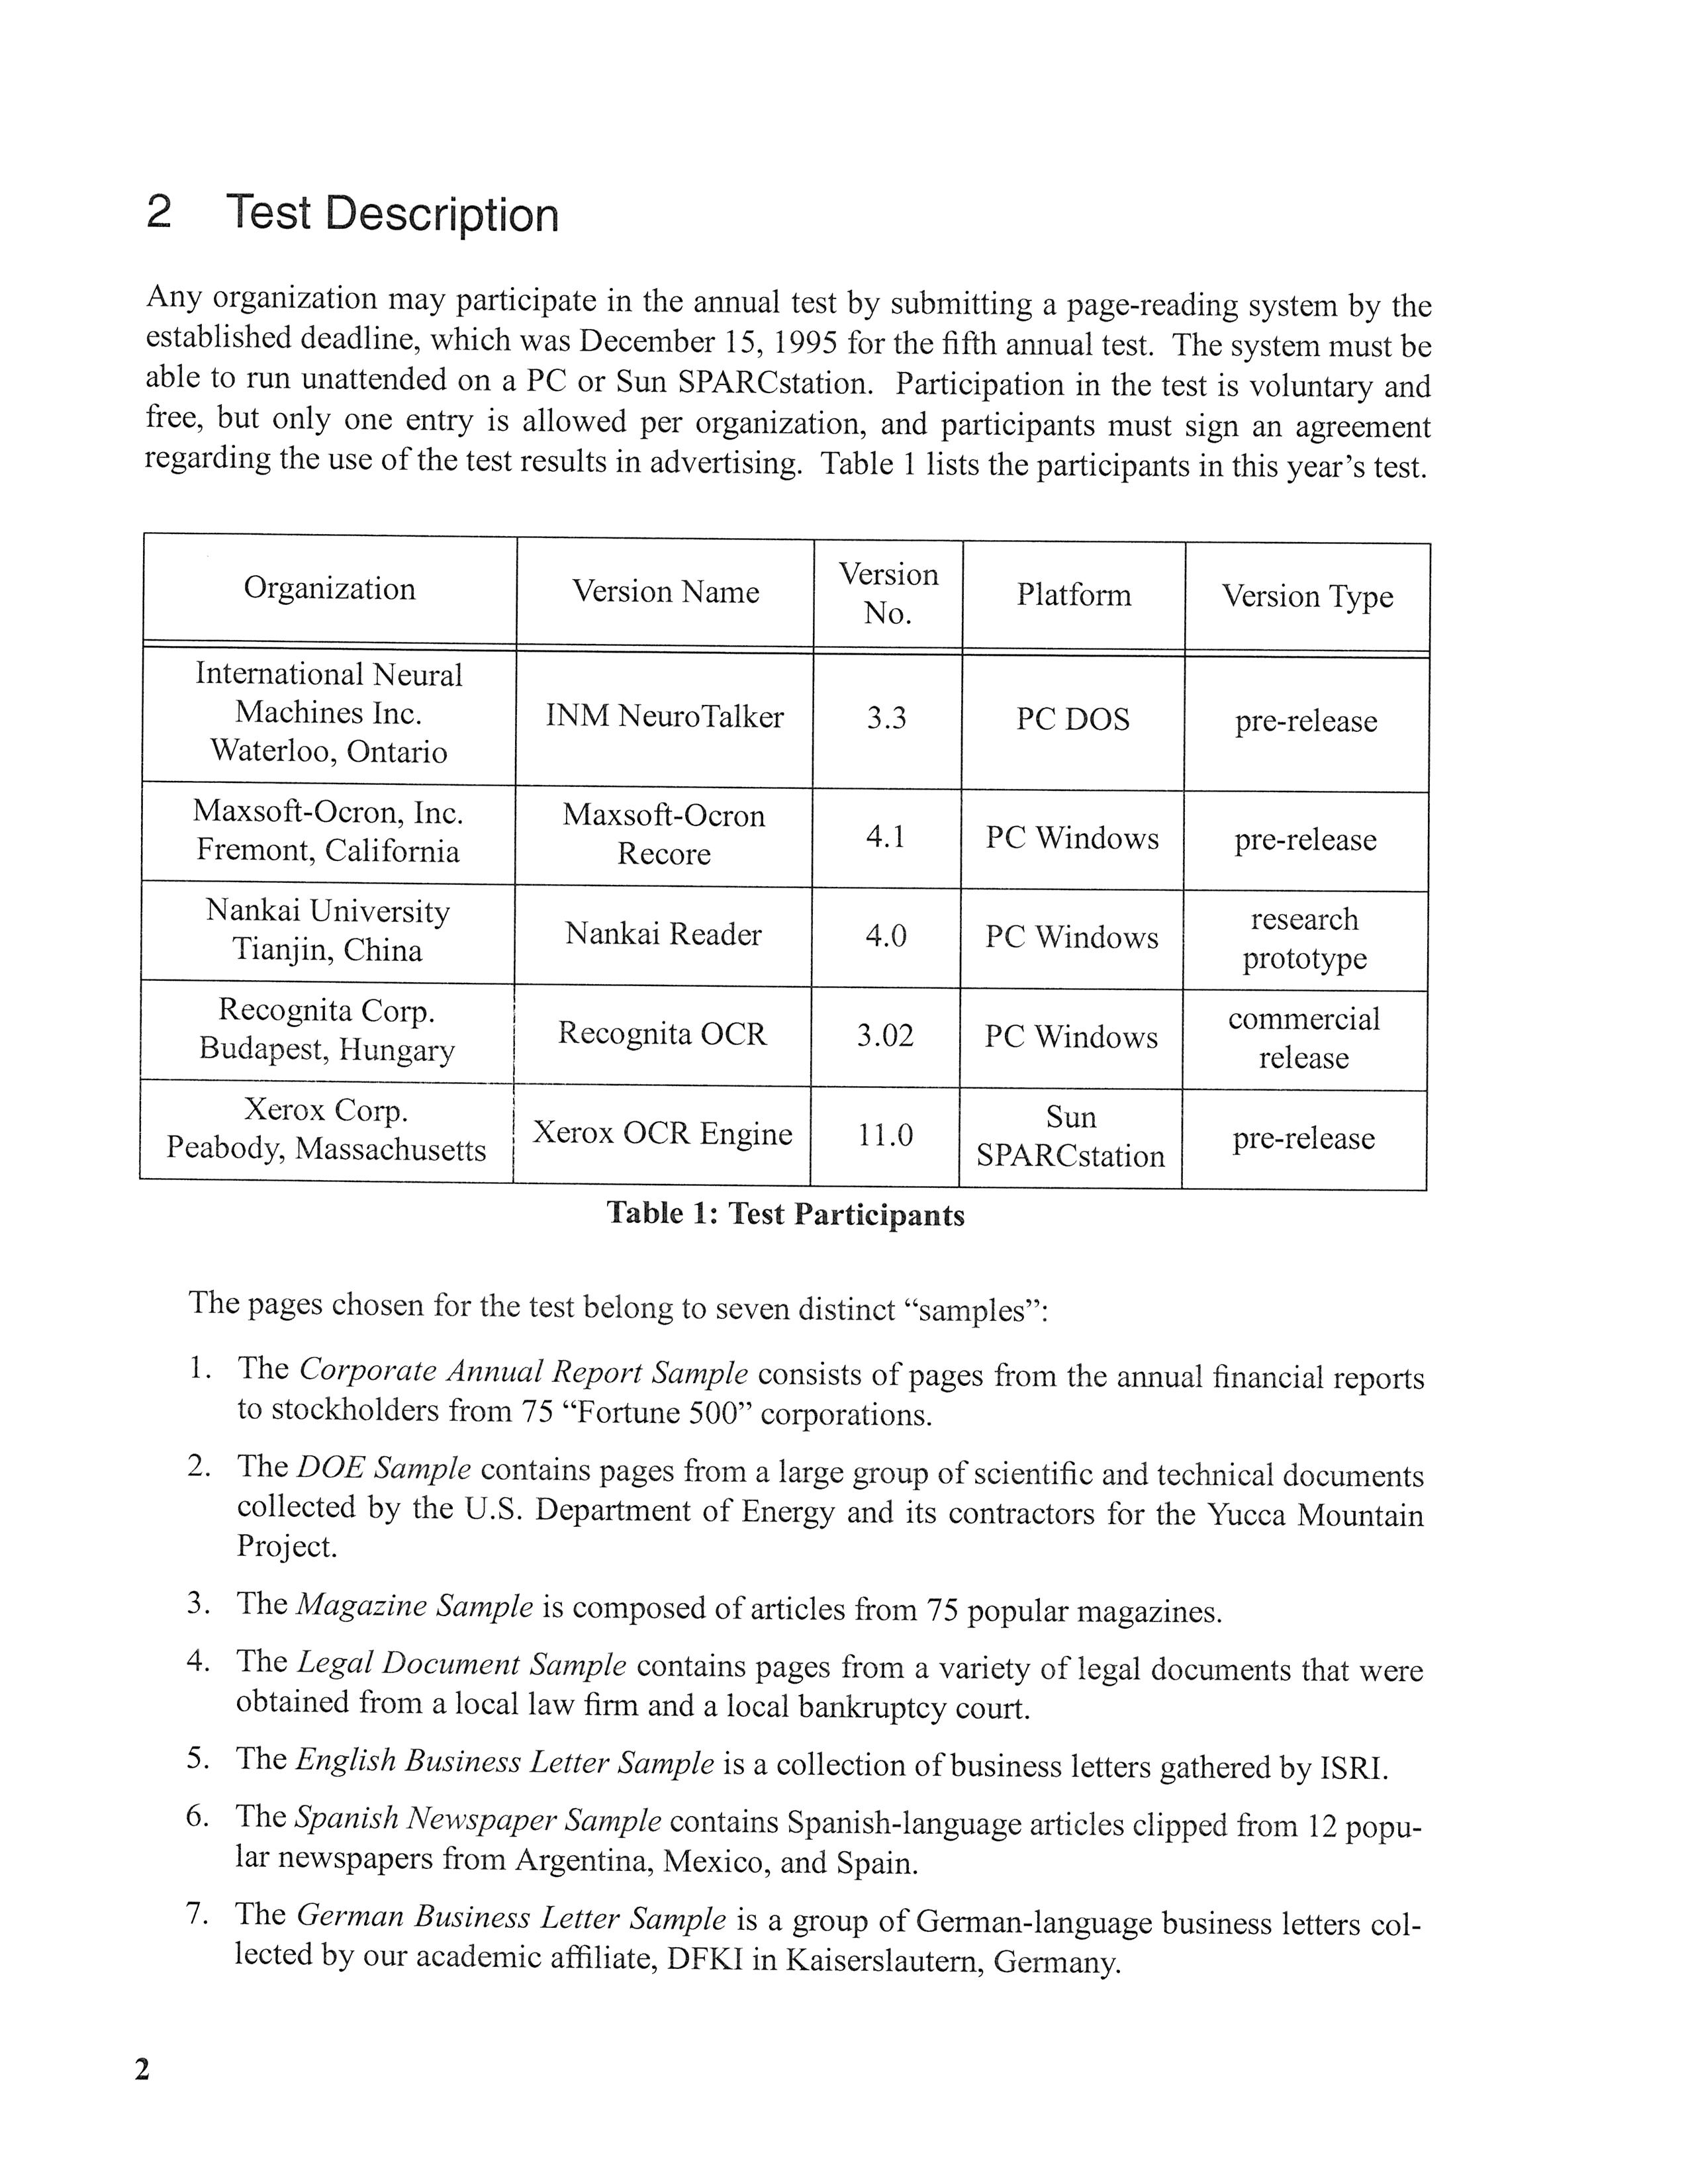 2 Test Description
Any organization may participate in the annual test by submitting a page-reading system by the
established deadline, which was December 15, 1995 for the fifth annual test. The system must be
able to run unattended on a PC or Sun SPARCstation. Participation in the test is voluntary and
free, but only one entry is allowed per organization, and participants must sign an agreement
regarding the use of the test results in advertising. Table 1 lists the participants in this year's test.
Organization
Version Name
Version
No.
Platform
Version Type
International Neural
Machines Inc.
Waterloo, Ontario
INM NeuroTalker
3.3
PC DOS
pre-release
Maxsoft-Ocron, Inc.
Fremont, California
Maxsoft-Ocron
Recore
4.1
PC Windows
pre-release
Nankai University
Tianjin, China
Nankai Reader
4.0
PC Windows
research
prototype
Recognita Corp.
Budapest, Hungary
Recognita OCR
3.02
PC Windows
commercial
release
Xerox Corp.
Peabody, Massachusetts
Xerox OCR Engine
11.0
Sun
SPARCstation
pre-release
Table 1: Test Participants
The pages chosen for the test belong to seven distinct “samples”:
1. The Corporate Annual Report Sample consists of pages from the annual financial reports
to stockholders from 75 “Fortune 500” corporations.
2. The DOE Sample contains pages from a large group of scientific and technical documents
collected by the U.S. Department of Energy and its contractors for the Yucca Mountain
Project.
3. The Magazine Sample is composed of articles from 75 popular magazines.
4. The Legal Document Sample contains pages from a variety of legal documents that were
obtained from a local law firm and a local bankruptcy court.
5. The English Business Letter Sample is a collection of business letters gathered by ISRI.
6. The Spanish Newspaper Sample contains Spanish-language articles clipped from 12 popu-
lar newspapers from Argentina, Mexico, and Spain.
7. The German Business Letter Sample is a group of German-language business letters col-
lected by our academic affiliate, DFKI in Kaiserslautern, Germany.
2